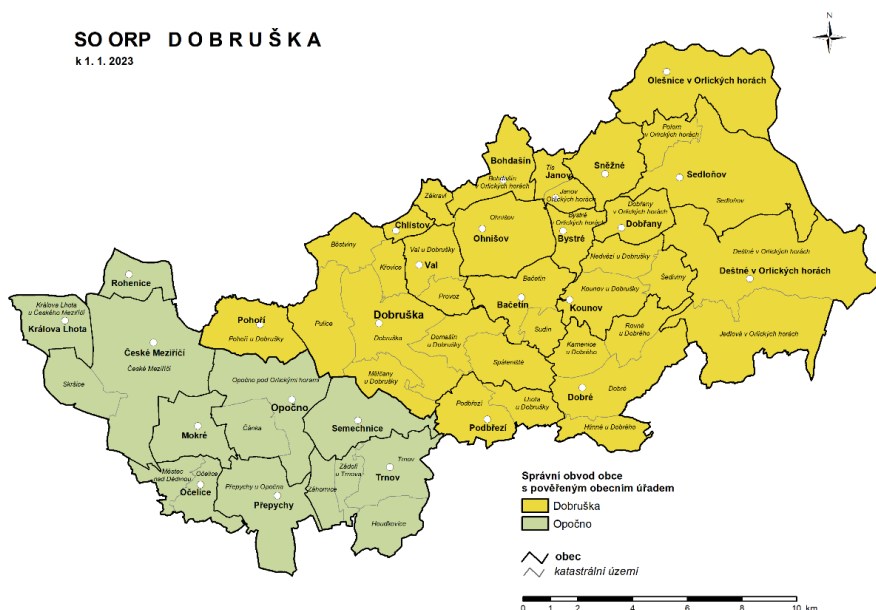 SO ORP DOBRUŠKA
k 1. 1. 2023
N
Olešnice v Orlických horách
Polom
v Orlických horách
Bohdašín
Bohdašín
v Orlických horách
Tis
Janov
Janov
v Orlických horách
Sněžné
Sedloňov
Sedloňov
Zákraví
Chlístov
Ohnišov
Ohnišov
Bystré
v Orlických horách
Bystré
Dobřany
v Orlických horách
Dobřany
Běstviny
Val u Dobrušky
Val
Křovice
Provoz
Nedvězí u Dobrušky
Sedlviny
Deštné v Orlických horách
Deštné v Orlických horách
Rohenice
Bačetín
Bačetín
Kounov u Dobrušky
Kounov
Králova Lhota
u Českého Meziříčí
Králova Lhota
Pohoří
Pohoří u Dobrušky
Pulice
Dobruška
Dobruška
Domašín
u Dobrušky
Sudín
Rovné
u Dobrého
Kamenice
u Dobrého
Jedlová v Orlických horách
České Meziříčí
České Meziříčí
Skršice
Opočno pod Orlickými horami
Mělčany
u Dobrušky
Spáleniště
Dobré
Dobré
Opočno
Čánka
Mokré
Semechnice
Podbřezí
Podbřezí
Lhota
u Dobrušky
Hlinné u Dobrého
Městec
nad Dědinou
Očelice
Očelice
Přepychy u Opočna
Přepychy
Záhornice
Zádolí
u Trnova
Trnov
Trnov
Houdkovice
Správní obvod obce
s pověřeným obecním úřadem
Dobruška
Opočno
obec
katastrální území
0 1 2 4 6 8 10 km